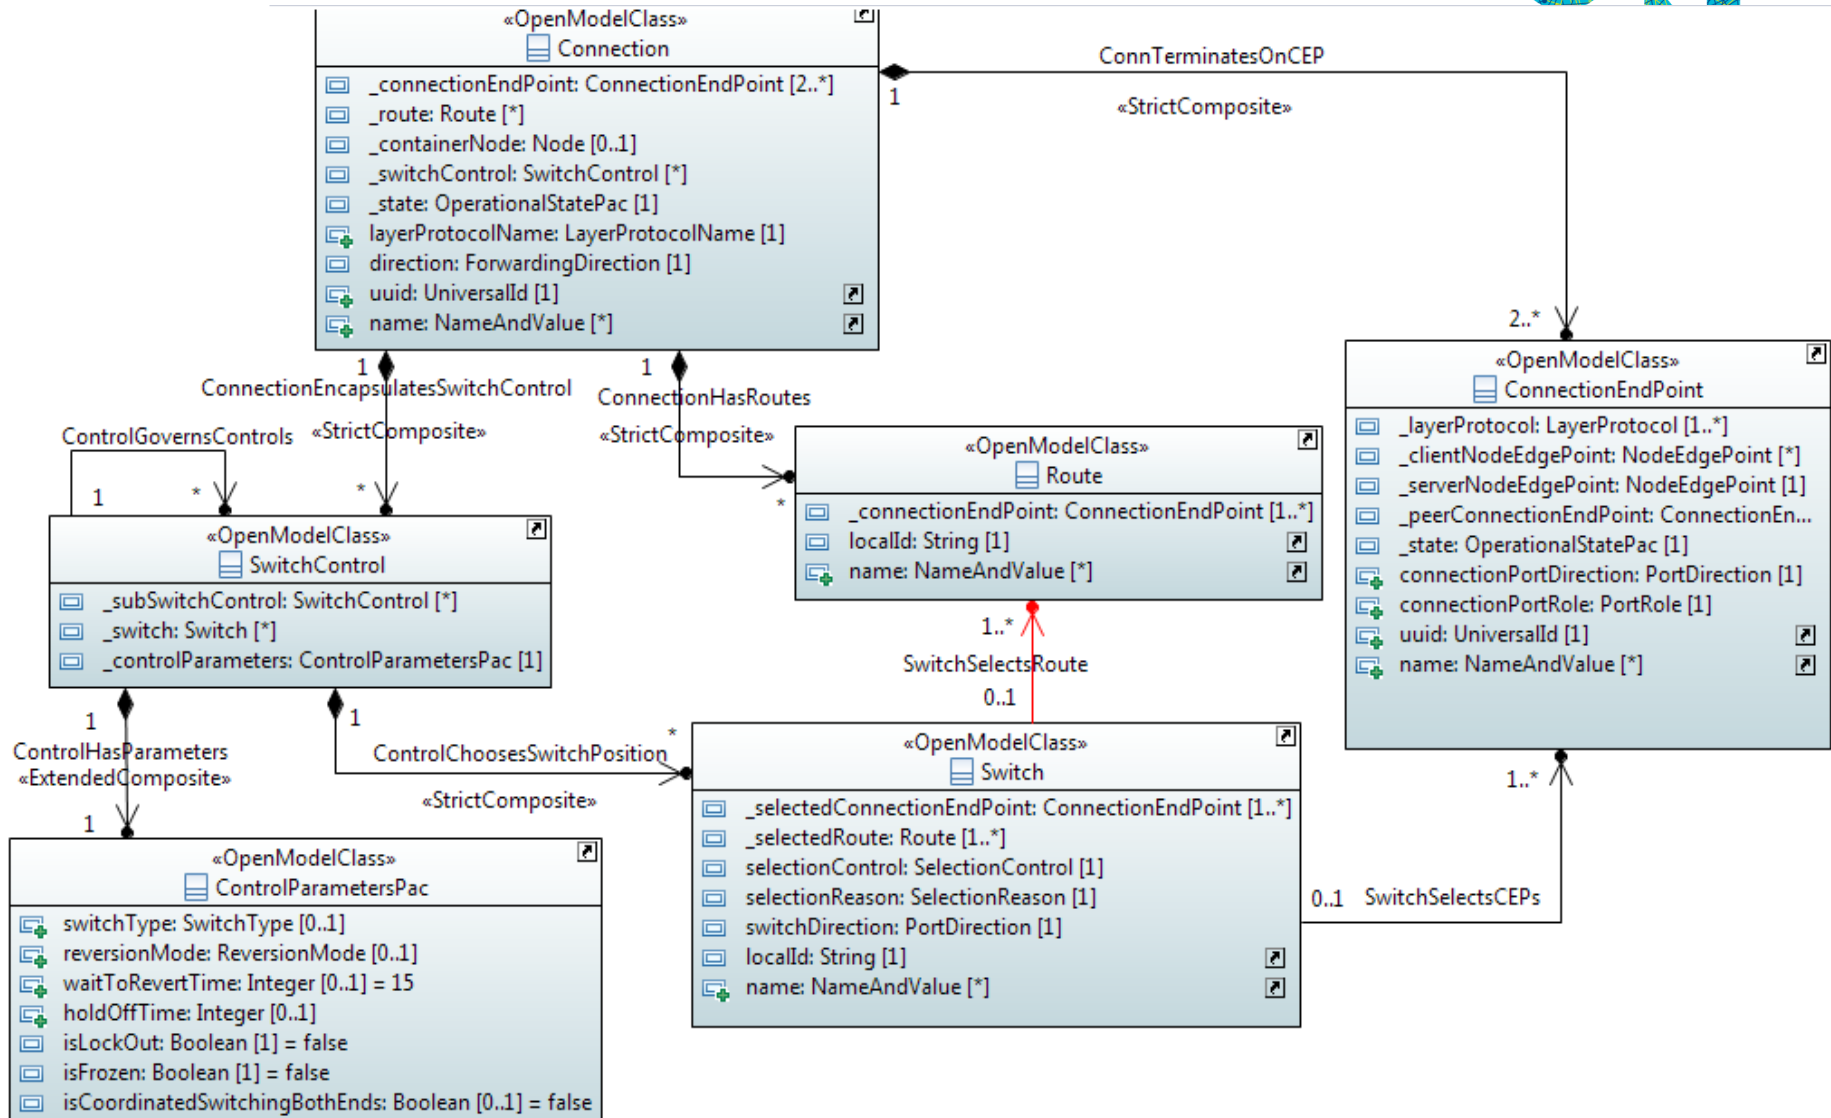 «OpenModelClass»
Connection
_connectionEndPoint: ConnectionEndPoint [2..*]
_route: Route [*]
_containerNode: Node [0..1]
_switchControl: SwitchControl [*]
_state: OperationalStatePac [1]
layerProtocolName: LayerProtocolName [1]
direction: ForwardingDirection [1]
uuid: UniversalId [1]
name: NameAndValue [*]
ConnTerminatesOnCEP
1
«StrictComposite»
2..*
1
ConnectionEncapsulatesSwitchControl
«StrictComposite»
*
1
ConnectionHasRoutes
«StrictComposite»
*
ControlGovernsControls
1
*
«OpenModelClass»
ConnectionEndPoint
_layerProtocol: LayerProtocol [1..*]
_clientNodeEdgePoint: NodeEdgePoint [*]
_serverNodeEdgePoint: NodeEdgePoint [1]
_peerConnectionEndPoint: ConnectionEn...
_state: OperationalStatePac [1]
connectionPortDirection: PortDirection [1]
connectionPortRole: PortRole [1]
uuid: UniversalId [1]
name: NameAndValue [*]
«OpenModelClass»
Route
_connectionEndPoint: ConnectionEndPoint [1..*]
localId: String [1]
name: NameAndValue [*]
«OpenModelClass»
SwitchControl
_subSwitchControl: SwitchControl [*]
_switch: Switch [*]
_controlParameters: ControlParametersPac [1]
1..*
SwitchSelectsRoute
0..1
1
ControlHasParameters
«ExtendedComposite»
1
1
ControlChoosesSwitchPosition
*
«StrictComposite»
«OpenModelClass»
Switch
_selectedConnectionEndPoint: ConnectionEndPoint [1..*]
_selectedRoute: Route [1..*]
selectionControl: SelectionControl [1]
selectionReason: SelectionReason [1]
switchDirection: PortDirection [1]
localId: String [1]
name: NameAndValue [*]
1..*
0..1
SwitchSelectsCEPs
«OpenModelClass»
ControlParametersPac
switchType: SwitchType [0..1]
reversionMode: ReversionMode [0..1]
waitToRevertTime: Integer [0..1] = 15
holdOffTime: Integer [0..1]
isLockOut: Boolean [1] = false
isFrozen: Boolean [1] = false
isCoordinatedSwitchingBothEnds: Boolean [0..1] = false